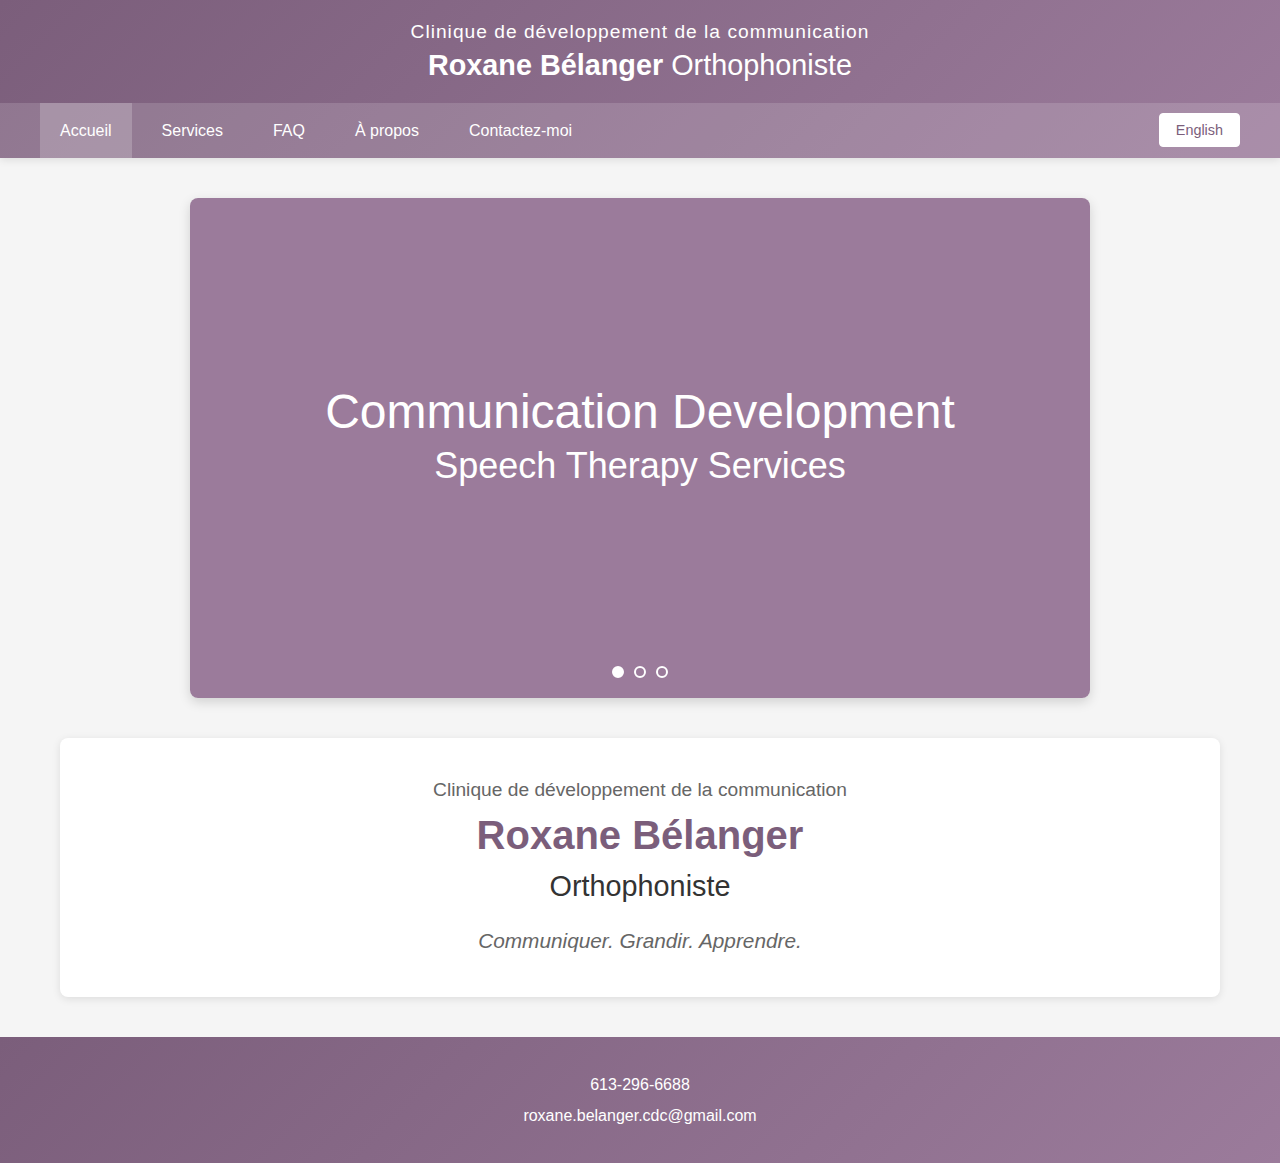 Clinique de développement de la communication
Roxane Bélanger Orthophoniste
Accueil Services FAQ À propos Contactez-moi English
Communication Development
Speech Therapy Services
Clinique de développement de la communication
Roxane Bélanger
Orthophoniste
Communiquer. Grandir. Apprendre.
613-296-6688
roxane.belanger.cdc@gmail.com